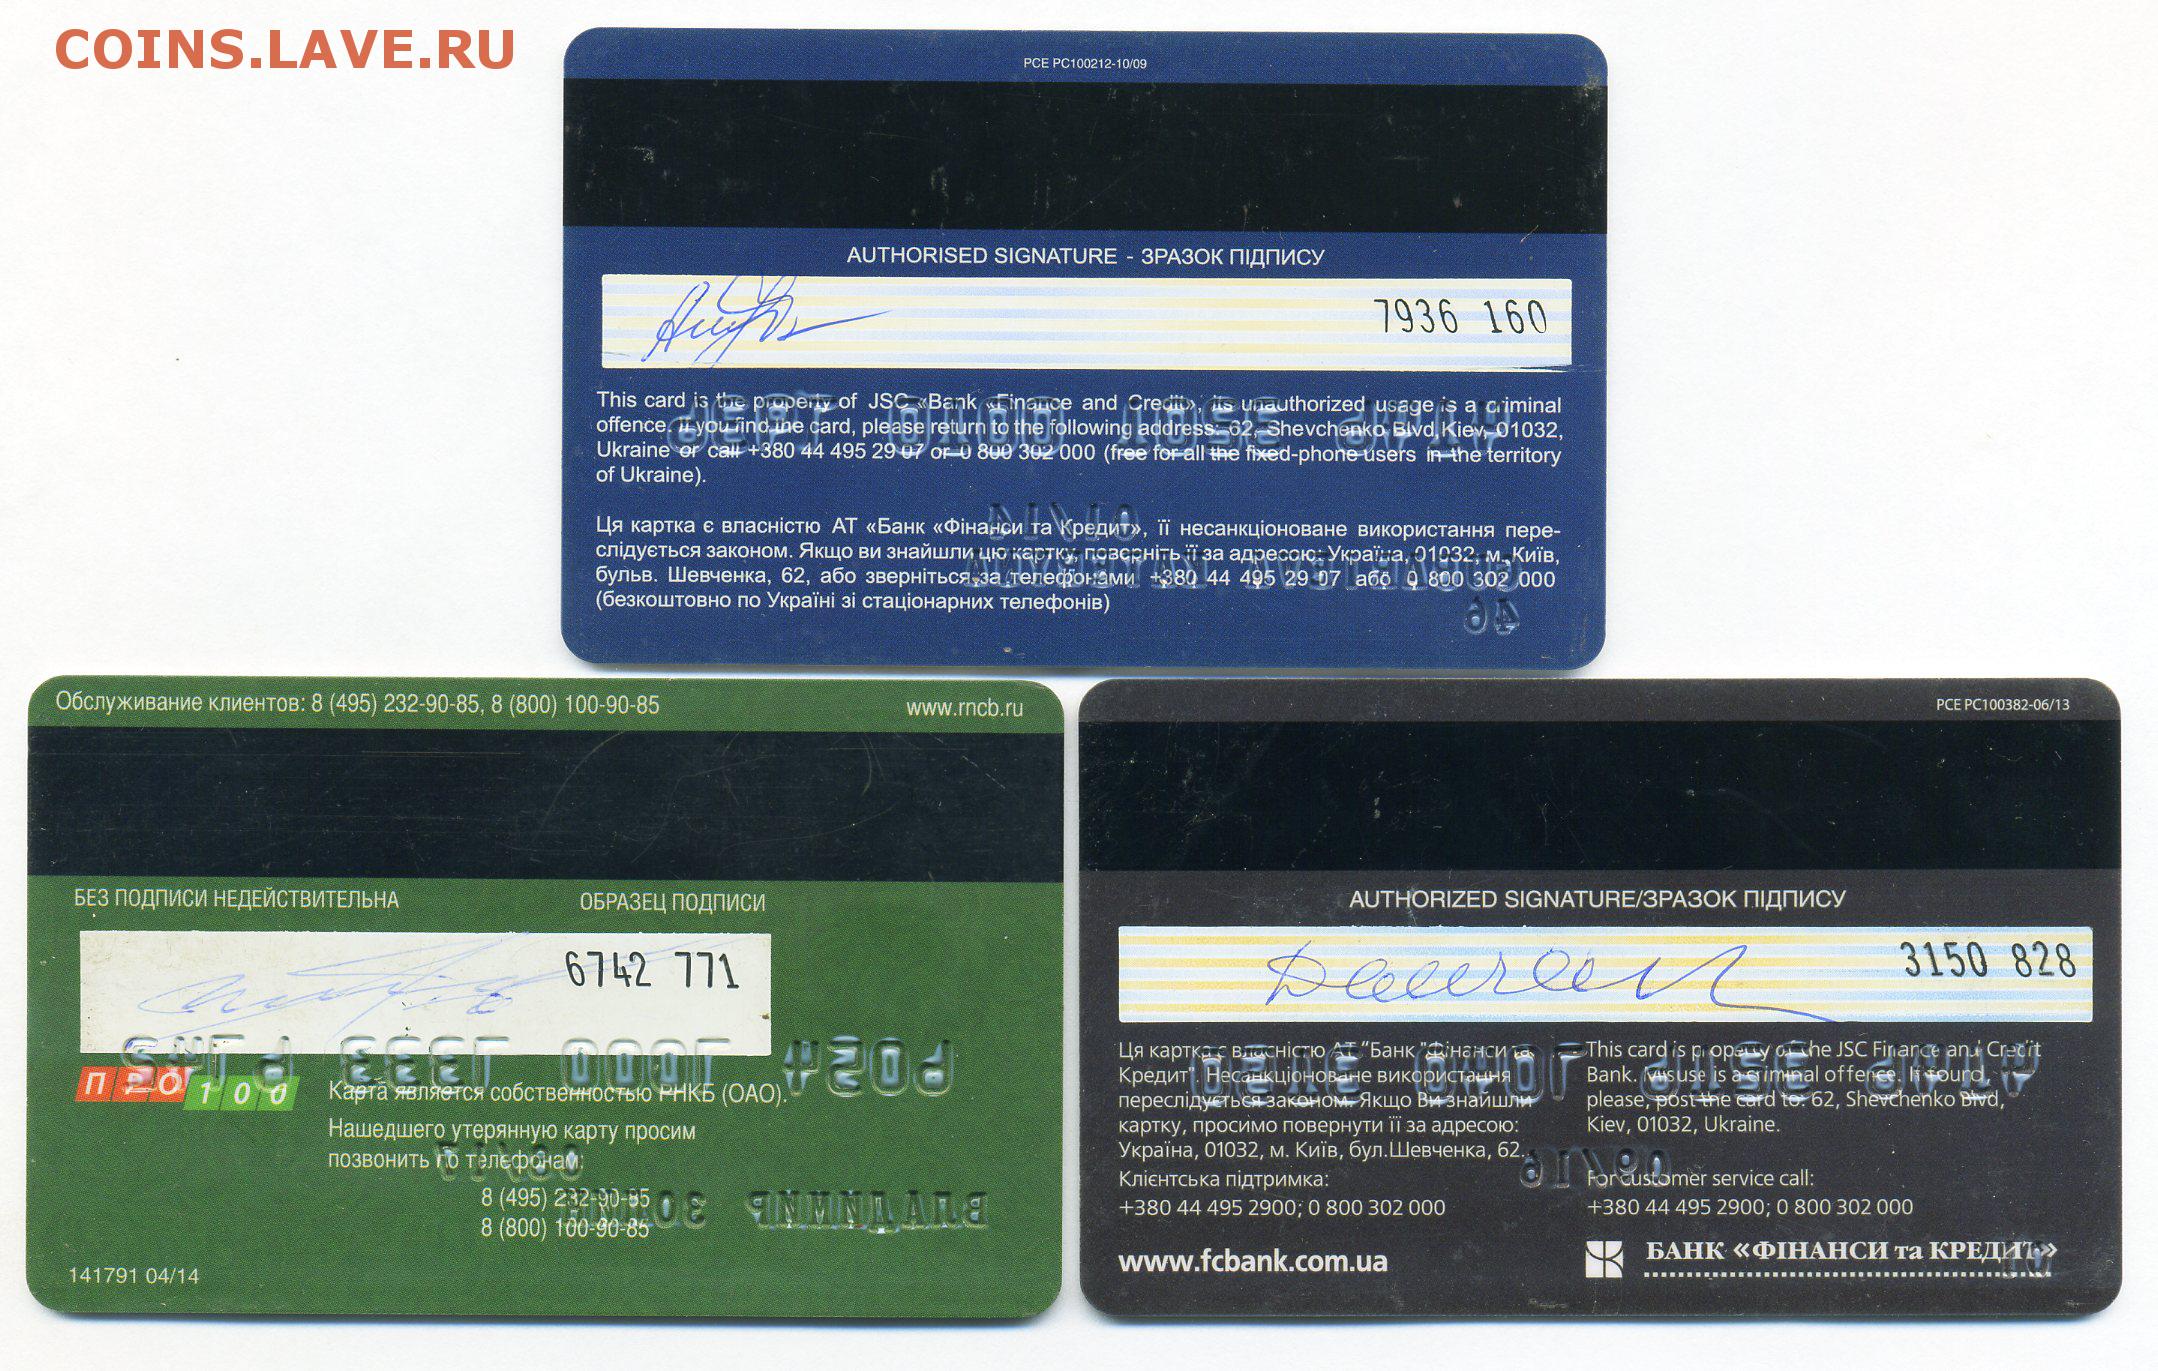 COINS.LAVE.RU
PCE PC100212-10/09
AUTHORISED SIGNATURE - ЗРАЗОК ПІДПИСУ
7936 160
This card is the property of JSC «Bank «Finance and Credit», its unauthorized usage is a criminal
offence. If you find the card, please return to the following address: 62, Shevchenko Blvd, Kiev, 01032,
Ukraine or call +380 44 495 29 07 or 0 800 302 000 (free for all the fixed-phone users in the territory
of Ukraine).
Ця картка є власністю АТ «Банк «Фінанси та Кредит», її несанкціоноване використання пере-
слідується законом. Якщо ви знайшли цю картку, поверніть її за адресою: Україна, 01032, м. Київ,
бульв. Шевченка, 62, або зверніться за телефонами +380 44 495 29 07 або 0 800 302 000
(безкоштовно по Україні зі стаціонарних телефонів)
Обслуживание клиентов: 8 (495) 232-90-85, 8 (800) 100-90-85
www.rncb.ru
БЕЗ ПОДПИСИ НЕДЕЙСТВИТЕЛЬНА
ОБРАЗЕЦ ПОДПИСИ
6742 771
ПРО100
Карта является собственностью РНКБ (ОАО).
Нашедшего утерянную карту просим
позвонить по телефонам:
8 (495) 232-90-85
8 (800) 100-90-85
141791 04/14
PCE PC100382-06/13
AUTHORIZED SIGNATURE/ЗРАЗОК ПІДПИСУ
3150 828
Ця картка є власністю АТ "Банк "Фінанси та
Кредит". Несанкціоноване використання
переслідується законом. Якщо Ви знайшли
картку, просимо повернути її за адресою:
Україна, 01032, м. Київ, бул.Шевченка, 62.
Клієнтська підтримка:
+380 44 495 2900; 0 800 302 000
This card is property of the JSC Finance and Credit
Bank. Misuse is a criminal offence. If found,
please, post the card to: 62, Shevchenko Blvd,
Kiev, 01032, Ukraine.
For customer service call:
+380 44 495 2900; 0 800 302 000
www.fcbank.com.ua
БАНК «ФІНАНСИ та КРЕДИТ»